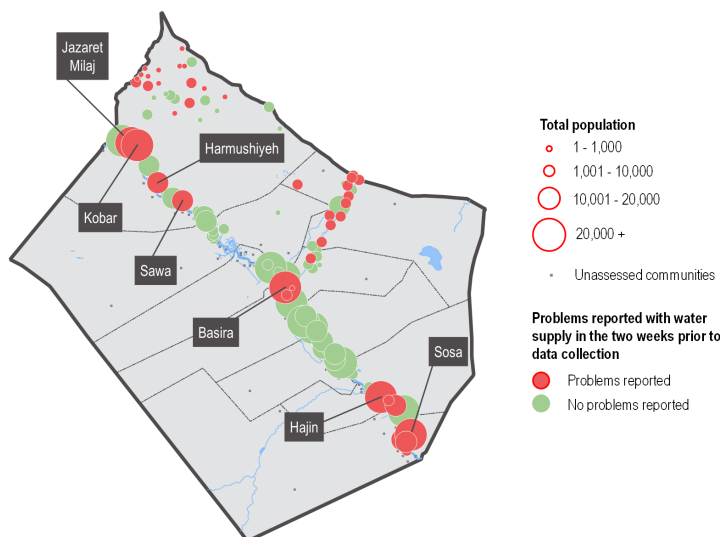 Jazaret
Milaj
Harmushiyeh
Kobar
Sawa
Basira
Sosa
Hajin
Total population
1 - 1,000
1,001 - 10,000
10,001 - 20,000
20,000 +
Unassessed communities
Problems reported with water
supply in the two weeks prior to
data collection
Problems reported
No problems reported